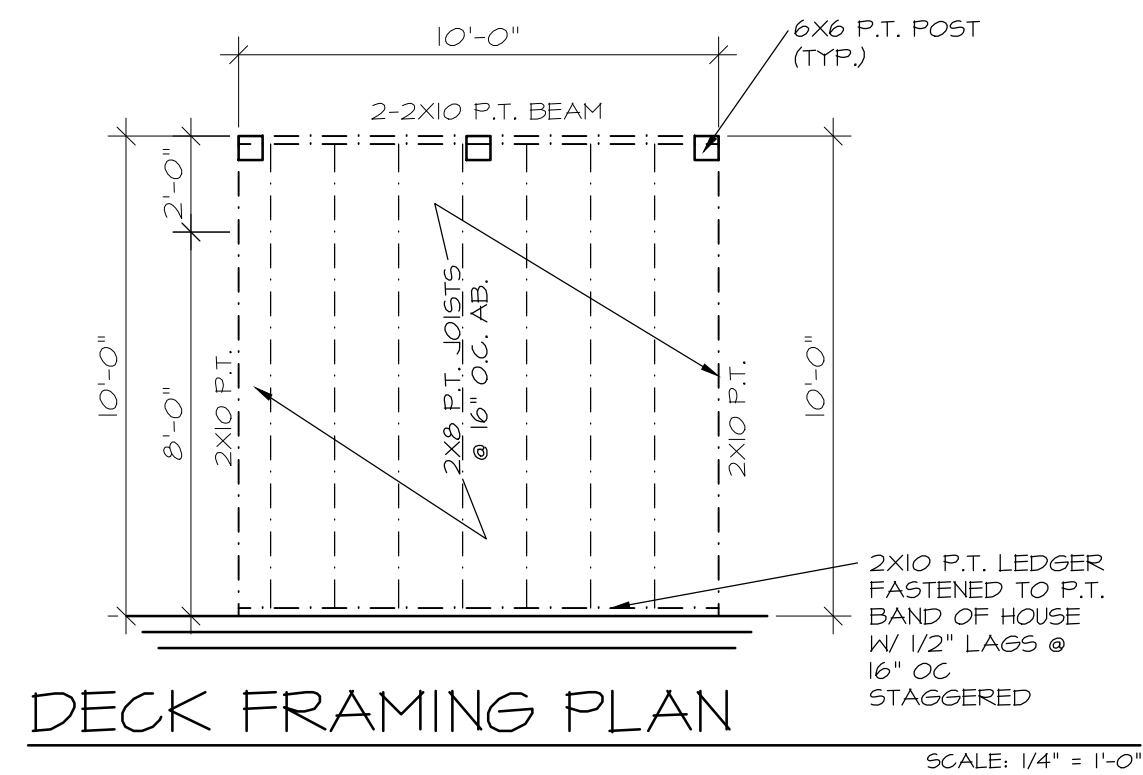 10'-0"
6X6 P.T. POST
(TYP.)
2-2X10 P.T. BEAM
2'-0"
10'-0"
8'-0"
2X10 P.T.
2X8 P.T. JOISTS
@ 16" O.C. AB.
2X10 P.T.
10'-0"
2X10 P.T. LEDGER
FASTENED TO P.T.
BAND OF HOUSE
W/ 1/2" LAGS @
16" OC
STAGGERED
DECK FRAMING PLAN
SCALE: 1/4" = 1'-0"